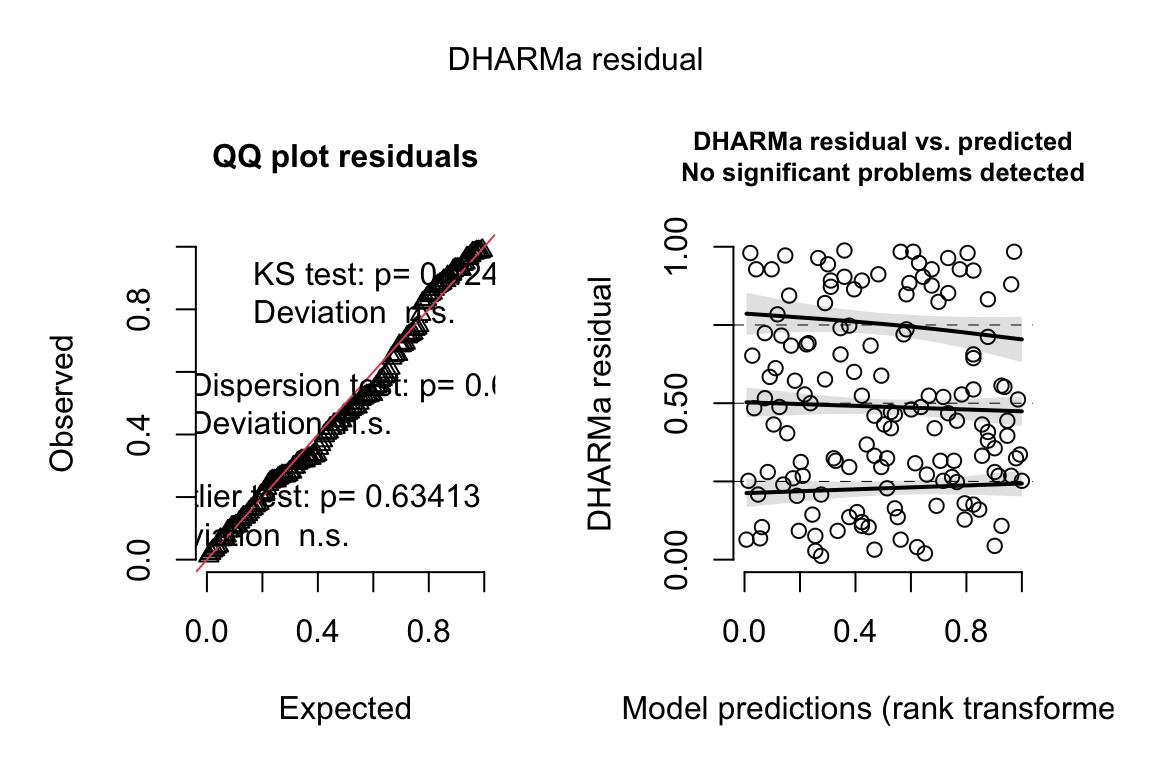 DHARMa residual
QQ plot residuals
KS test: p=
Deviation n.s.
Dispersion test: p=
Deviation n.s.
test: p= 0.63413
n.s.
Observed
0.0
0.4
0.8
0.0
0.4
0.8
Expected
DHARMa residual vs. predicted
No significant problems detected
DHARMa residual
0.00
0.50
1.00
0.0
0.4
0.8
Model predictions (rank transforme